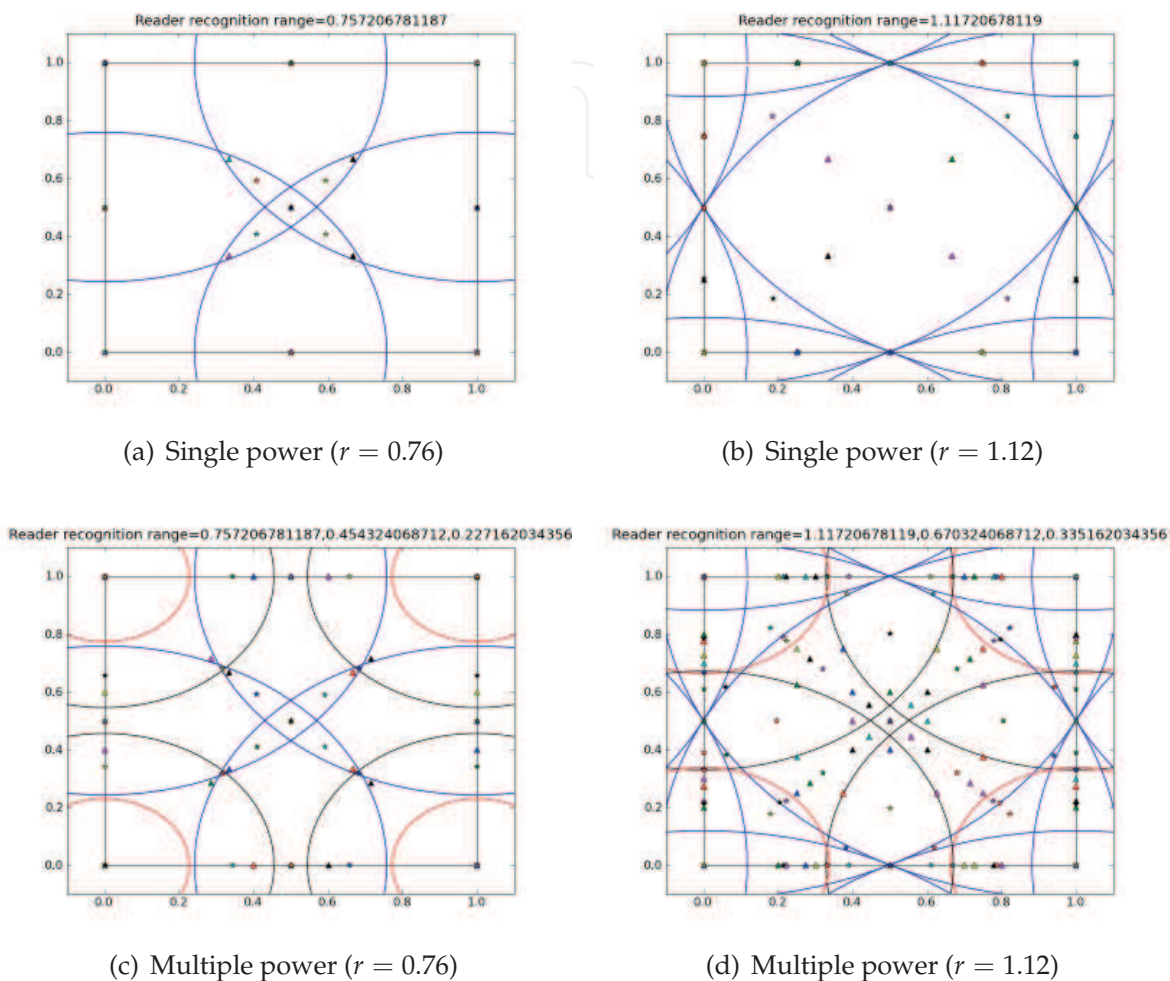 Reader recognition range=0.757206781187
Reader recognition range=1.11720678119
1.0
0.8
0.6
0.4
0.2
0.0
0.0 0.2 0.4 0.6 0.8 1.0
1.0
0.8
0.6
0.4
0.2
0.0
0.0 0.2 0.4 0.6 0.8 1.0
(a) Single power (r = 0.76)
(b) Single power (r = 1.12)
Reader recognition range=0.757206781187,0.454324068712,0.227162034356
Reader recognition range=1.11720678119,0.670324068712,0.335162034356
1.0
0.8
0.6
0.4
0.2
0.0
0.0 0.2 0.4 0.6 0.8 1.0
1.0
0.8
0.6
0.4
0.2
0.0
0.0 0.2 0.4 0.6 0.8 1.0
(c) Multiple power (r = 0.76)
(d) Multiple power (r = 1.12)